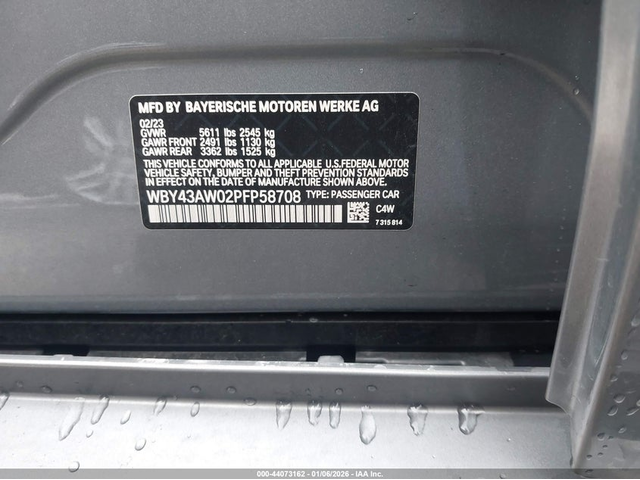 MFD BY BAYERISCHE MOTOREN WERKE AG
02/23
GVWR 5611 lbs 2545 kg
GAWR FRONT 2491 lbs 1130 kg
GAWR REAR 3362 lbs 1525 kg
THIS VEHICLE CONFORMS TO ALL APPLICABLE U.S.FEDERAL MOTOR
VEHICLE SAFETY, BUMPER, AND THEFT PREVENTION STANDARDS
IN EFFECT ON THE DATE OF MANUFACTURE SHOWN ABOVE.
WBY43AW02PFP58708 TYPE: PASSENGER CAR
C4W
7 315 814
000-44073162 | 01/06/2026 | IAA Inc.